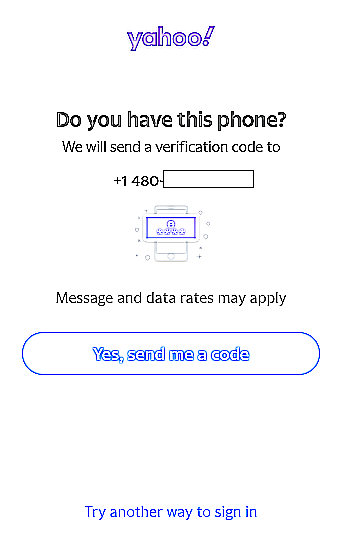 yahoo!
Do you have this phone?
We will send a verification code to
+1 480-
Message and data rates may apply
Yes, send me a code
Try another way to sign in